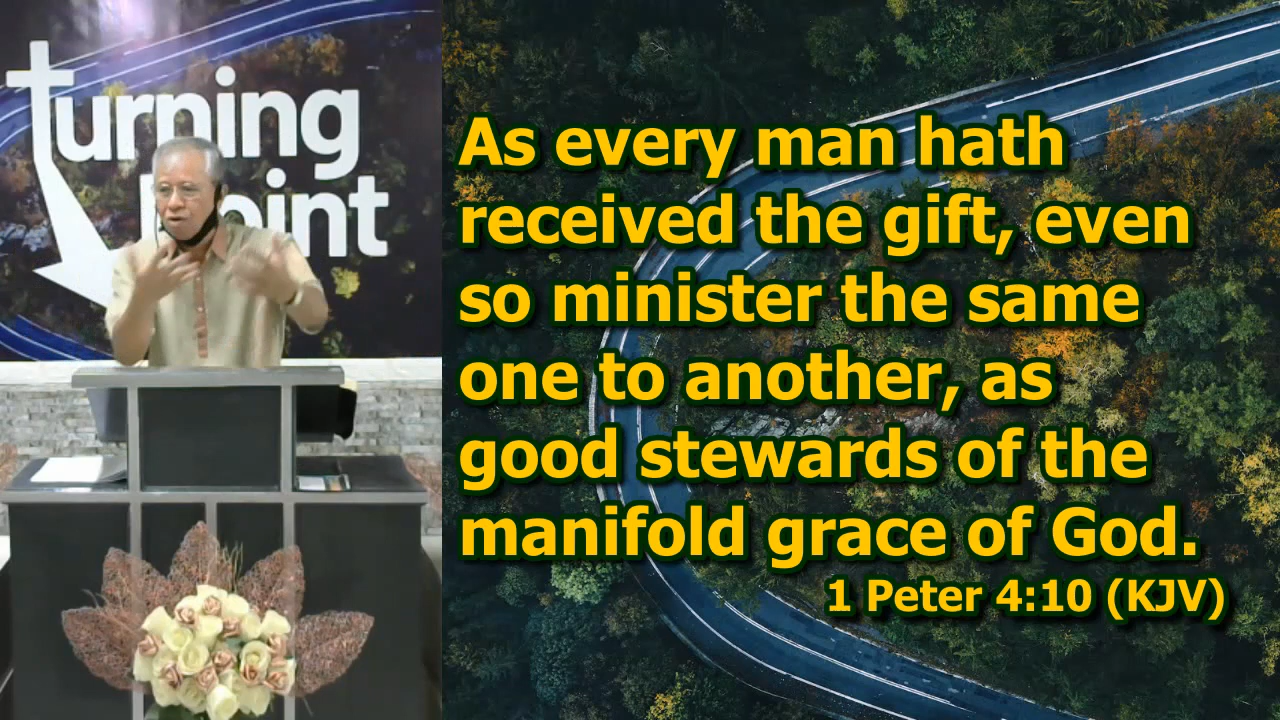 turning
Point
As every man hath
received the gift, even
so minister the same
one to another, as
good stewards of the
manifold grace of God.
1 Peter 4:10 (KJV)